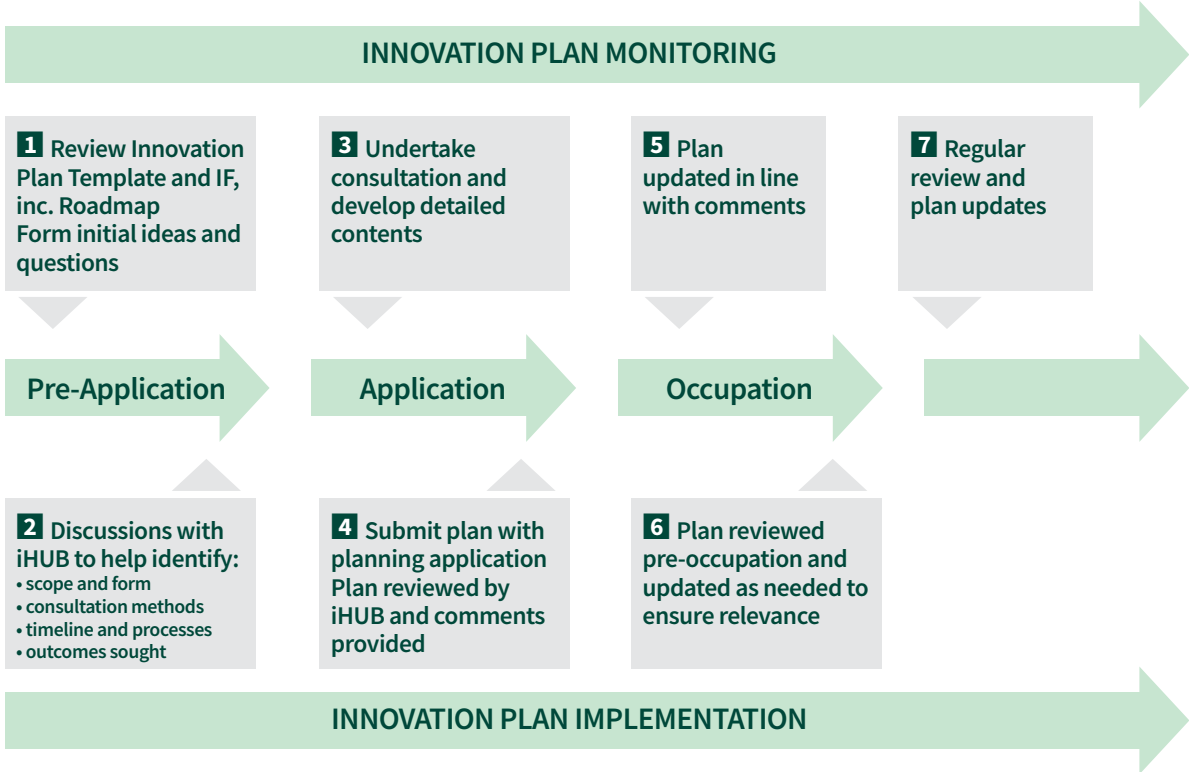 INNOVATION PLAN MONITORING
1 Review Innovation
Plan Template and IF,
inc. Roadmap
Form initial ideas and
questions
3 Undertake
consultation and
develop detailed
contents
5 Plan
updated in line
with comments
7 Regular
review and
plan updates
Pre-Application
Application
Occupation
2 Discussions with
iHUB to help identify:
• scope and form
• consultation methods
• timeline and processes
• outcomes sought
4 Submit plan with
planning application
Plan reviewed by
iHUB and comments
provided
6 Plan reviewed
pre-occupation and
updated as needed to
ensure relevance
INNOVATION PLAN IMPLEMENTATION